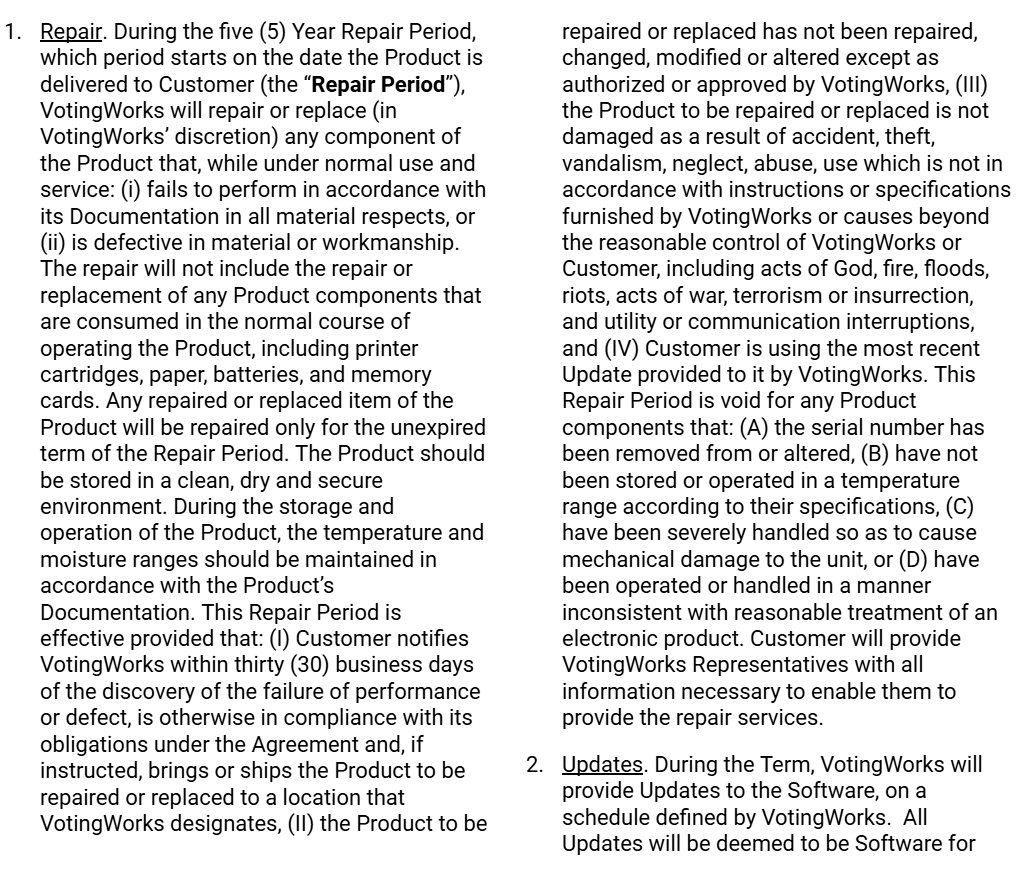 1. Repair. During the five (5) Year Repair Period,
which period starts on the date the Product is
delivered to Customer (the “Repair Period”),
VotingWorks will repair or replace (in
VotingWorks’ discretion) any component of
the Product that, while under normal use and
service: (i) fails to perform in accordance with
its Documentation in all material respects, or
(ii) is defective in material or workmanship.
The repair will not include the repair or
replacement of any Product components that
are consumed in the normal course of
operating the Product, including printer
cartridges, paper, batteries, and memory
cards. Any repaired or replaced item of the
Product will be repaired only for the unexpired
term of the Repair Period. The Product should
be stored in a clean, dry and secure
environment. During the storage and
operation of the Product, the temperature and
moisture ranges should be maintained in
accordance with the Product’s
Documentation. This Repair Period is
effective provided that: (I) Customer notifies
VotingWorks within thirty (30) business days
of the discovery of the failure of performance
or defect, is otherwise in compliance with its
obligations under the Agreement and, if
instructed, brings or ships the Product to be
repaired or replaced to a location that
VotingWorks designates, (II) the Product to be
repaired or replaced has not been repaired,
changed, modified or altered except as
authorized or approved by VotingWorks, (III)
the Product to be repaired or replaced is not
damaged as a result of accident, theft,
vandalism, neglect, abuse, use which is not in
accordance with instructions or specifications
furnished by VotingWorks or causes beyond
the reasonable control of VotingWorks or
Customer, including acts of God, fire, floods,
riots, acts of war, terrorism or insurrection,
and utility or communication interruptions,
and (IV) Customer is using the most recent
Update provided to it by VotingWorks. This
Repair Period is void for any Product
components that: (A) the serial number has
been removed from or altered, (B) have not
been stored or operated in a temperature
range according to their specifications, (C)
have been severely handled so as to cause
mechanical damage to the unit, or (D) have
been operated or handled in a manner
inconsistent with reasonable treatment of an
electronic product. Customer will provide
VotingWorks Representatives with all
information necessary to enable them to
provide the repair services.
2. Updates. During the Term, VotingWorks will
provide Updates to the Software, on a
schedule defined by VotingWorks.  All
Updates will be deemed to be Software for